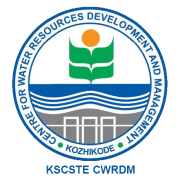 CENTRE FOR WATER RESOURCES DEVELOPMENT AND MANAGEMENT
• KOZHIKODE •
KSCSTE CWRDM